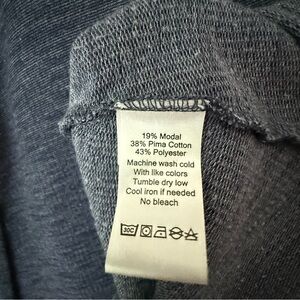 19% Modal
38% Pima Cotton
43% Polyester
Machine wash cold
With like colors
Tumble dry low
Cool iron if needed
No bleach
30C